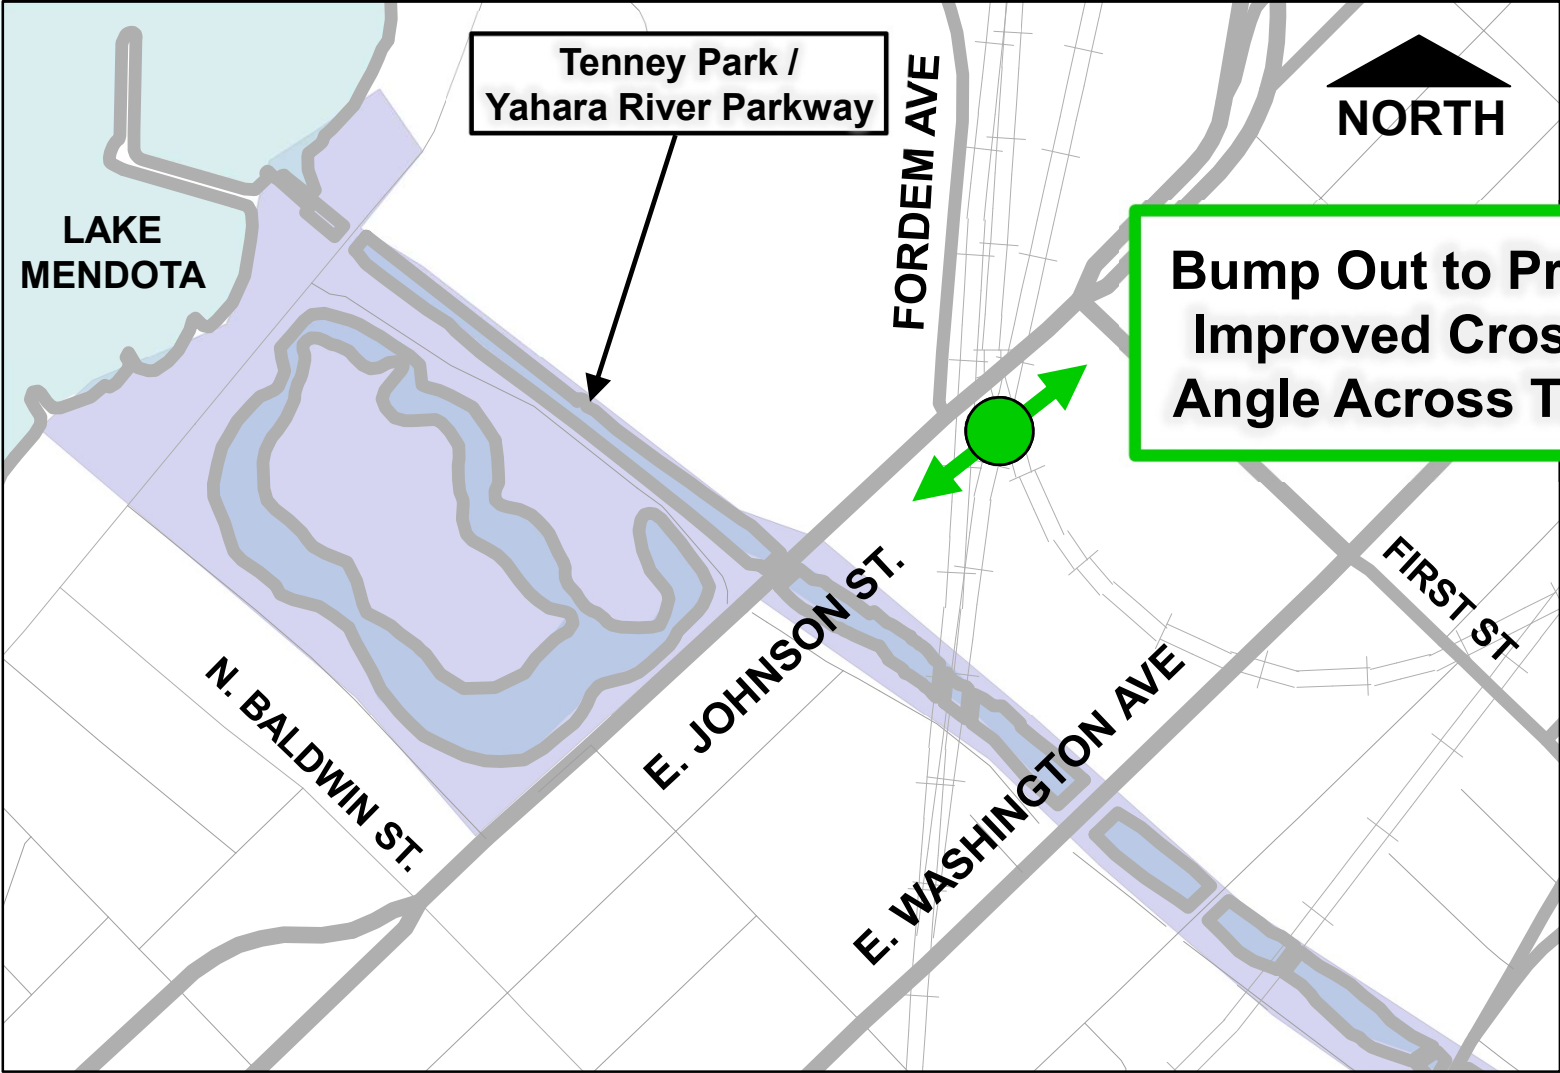 Tenney Park /
Yahara River Parkway
FORDEM AVE
NORTH
LAKE
MENDOTA
Bump Out to Pr
Improved Cros
Angle Across T
FIRST ST
E. JOHNSON ST.
N. BALDWIN ST.
E. WASHINGTON AVE